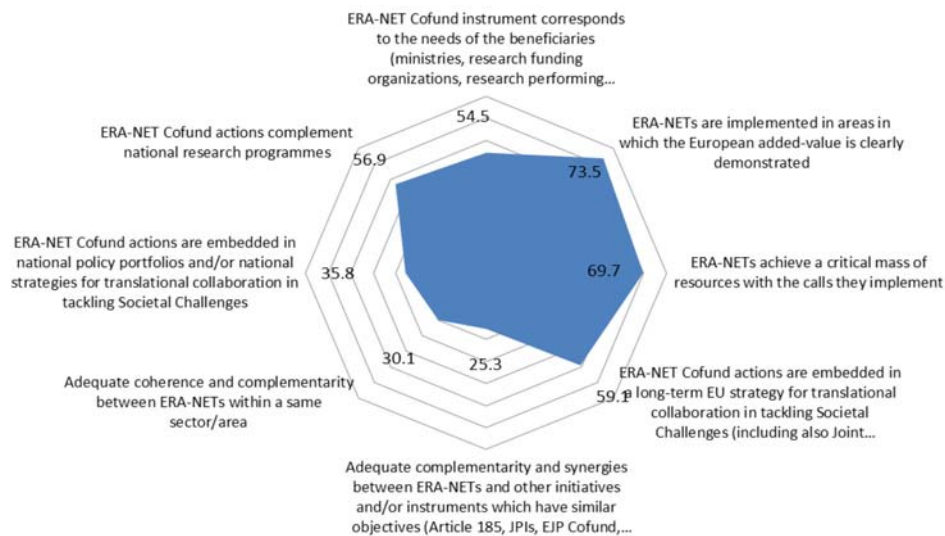 ERA-NET Cofund instrument corresponds
to the needs of the beneficiaries
(ministries, research funding
organizations, research performing…
54.5
ERA-NETs are implemented in areas in
which the European added-value is clearly
demonstrated
73.5
ERA-NETs achieve a critical mass of
resources with the calls they implement
69.7
ERA-NET Cofund actions are embedded in
a long-term EU strategy for translational
collaboration in tackling Societal
Challenges (including also Joint…
59.1
Adequate complementarity and synergies
between ERA-NETs and other initiatives
and/or instruments which have similar
objectives (Article 185, JPIs, EJP Cofund,…
25.3
Adequate coherence and complementarity
between ERA-NETs within a same
sector/area
30.1
ERA-NET Cofund actions are embedded in
national policy portfolios and/or national
strategies for translational collaboration in
tackling Societal Challenges
35.8
ERA-NET Cofund actions complement
national research programmes
56.9